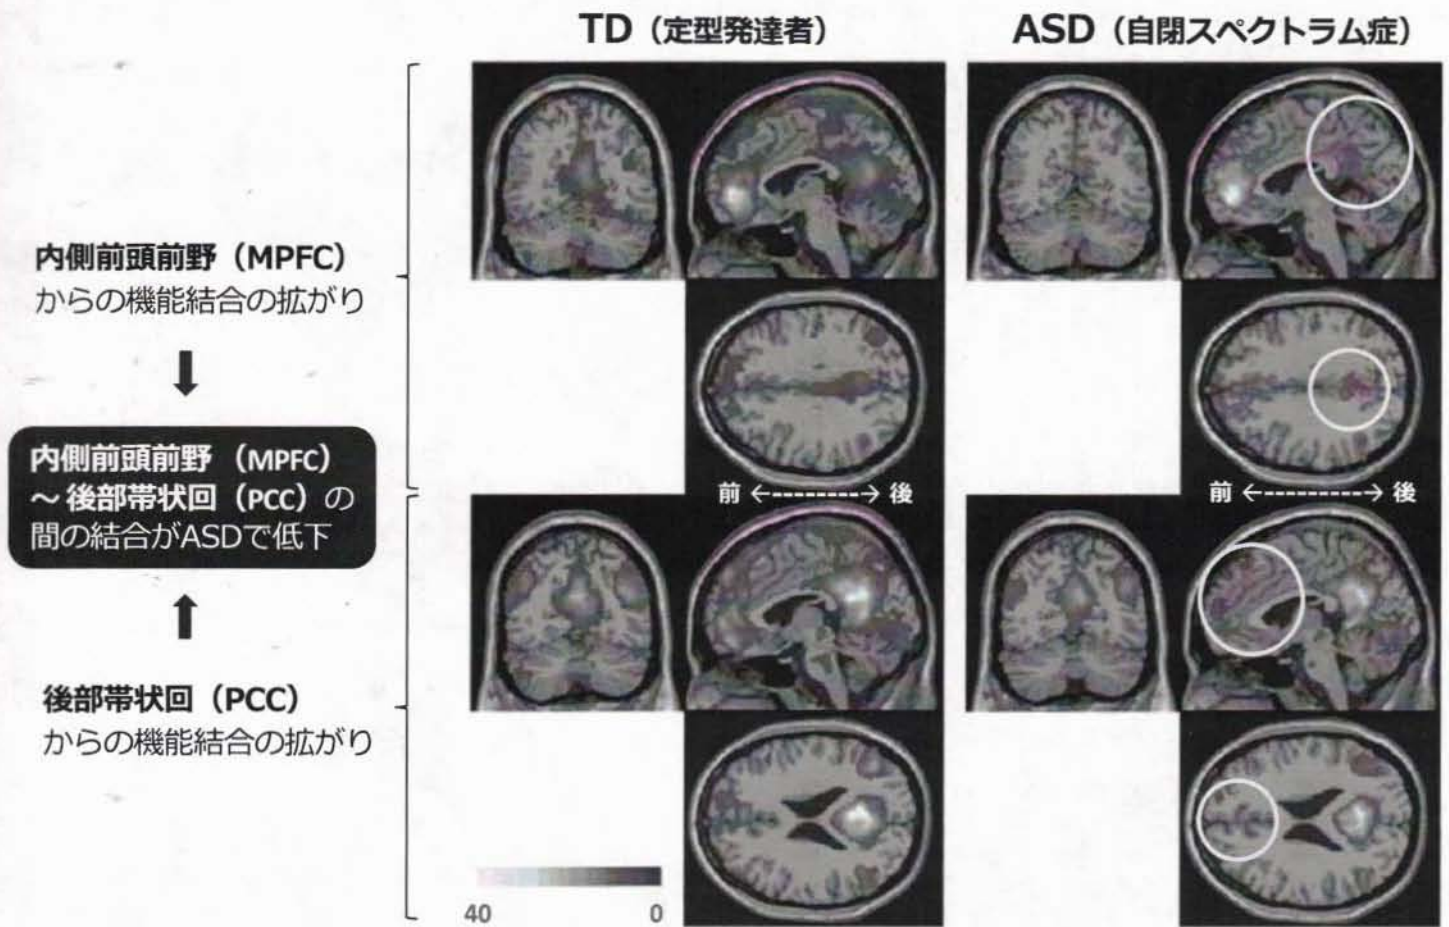 TD（定型発達者）
ASD（自閉スペクトラム症）
内側前頭前野（MPFC）
からの機能結合の拡がり
内側前頭前野 （MPFC）
～後部帯状回（PCC）の
間の結合がASDで低下
後部帯状回（PCC）
からの機能結合の拡がり
前 ←---------→ 後
前 ←----------→ 後
40 0